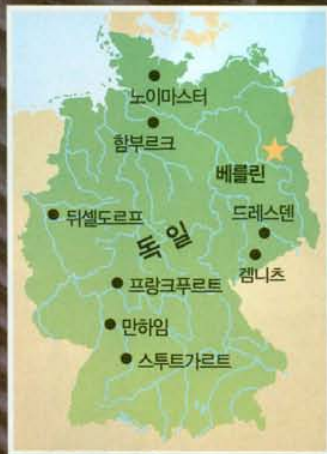 노이마스터
함부르크
베를린
뒤셀도르프
드레스덴
독일
켐니츠
프랑크푸르트
만하임
스투트가르트